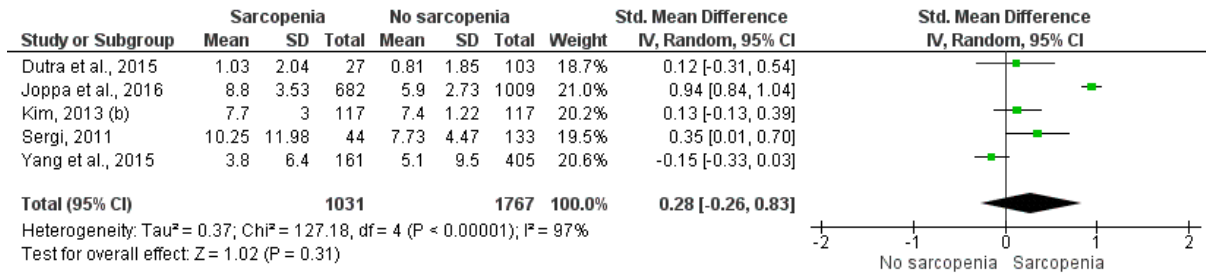 Sarcopenia No sarcopenia Std. Mean Difference Std. Mean Difference
Study or Subgroup Mean SD Total Mean SD Total Weight IV, Random, 95% CI IV, Random, 95% CI
Dutra et al., 2015 1.03 2.04 27 0.81 1.85 103 18.7% 0.12 [-0.31, 0.54]
Joppa et al., 2016 8.8 3.53 682 5.9 2.73 1009 21.0% 0.94 [0.84, 1.04]
Kim, 2013 (b) 7.7 3 117 7.4 1.22 117 20.2% 0.13 [-0.13, 0.39]
Sergi, 2011 10.25 11.98 44 7.73 4.47 133 19.5% 0.35 [0.01, 0.70]
Yang et al., 2015 3.8 6.4 161 5.1 9.5 405 20.6% -0.15 [-0.33, 0.03]
Total (95% CI) 1031 1767 100.0% 0.28 [-0.26, 0.83]
Heterogeneity: Tau² = 0.37; Chi² = 127.18, df = 4 (P < 0.00001); I² = 97%
Test for overall effect: Z = 1.02 (P = 0.31)
-2 -1 0 1 2
No sarcopenia Sarcopenia